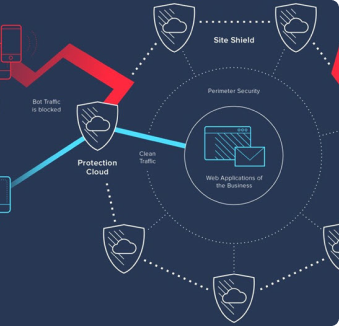 Site Shield
Perimeter Security
Bot Traffic
is blocked
Clean
Traffic
Protection
Cloud
Web Applications of
the Business